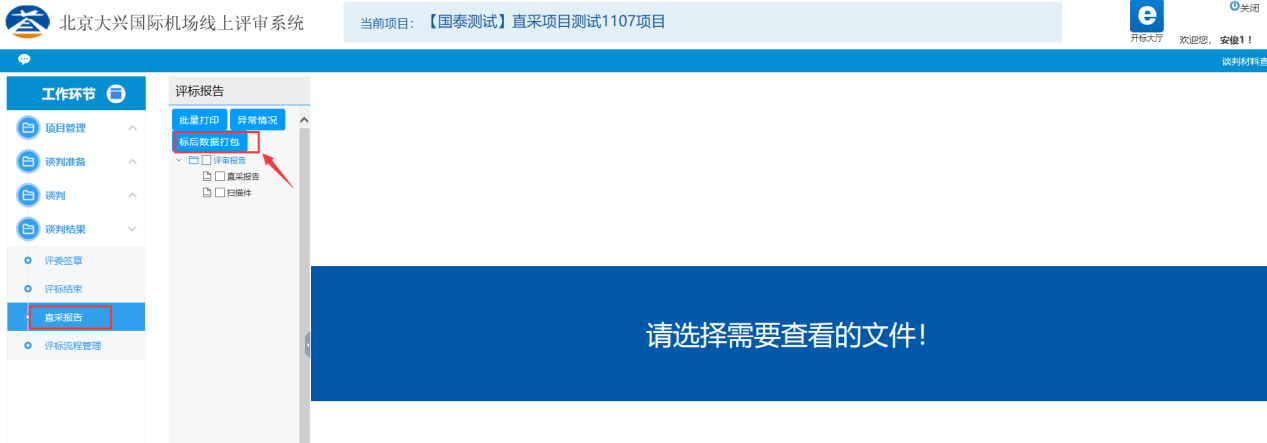 北京大兴国际机场线上评审系统
当前项目：【国泰测试】直采项目测试1107项目
开标大厅
欢迎您，安俊1！
关闭
谈判材料查
工作环节
项目管理
谈判准备
谈判
谈判结果
评委签章
评标结束
直采报告
评标流程管理
评标报告
批量打印 异常情况
标后数据打包
评审报告
直采报告
扫描件
请选择需要查看的文件！